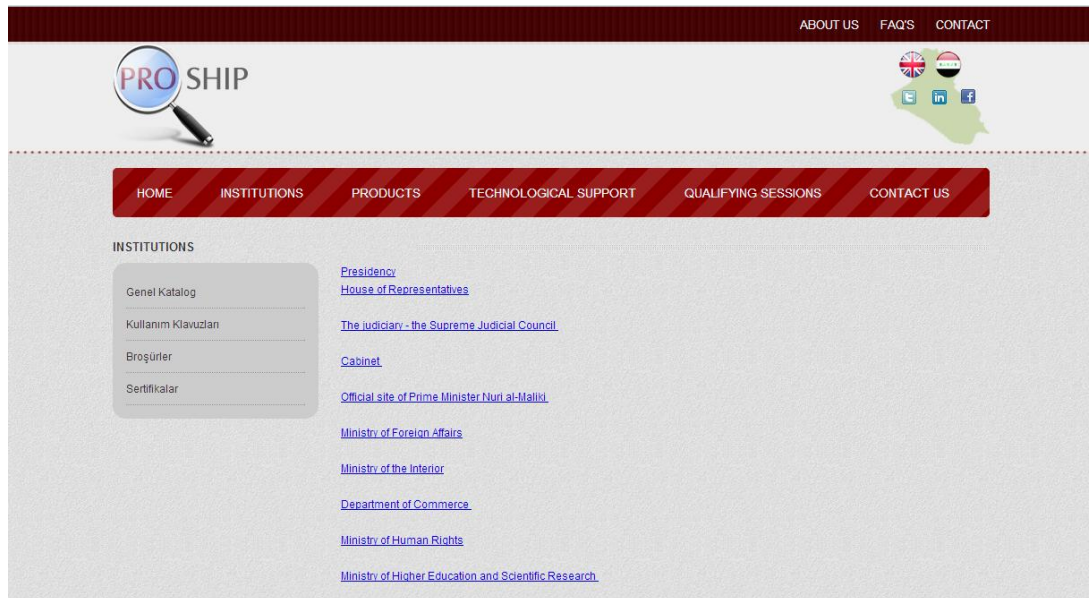 ABOUT US FAQ'S CONTACT
PRO SHIP
HOME INSTITUTIONS PRODUCTS TECHNOLOGICAL SUPPORT QUALIFYING SESSIONS CONTACT US
INSTITUTIONS
Genel Katalog
Kullanım Klavuzları
Broşürler
Sertifikalar
Presidency
House of Representatives
The judiciary - the Supreme Judicial Council
Cabinet
Official site of Prime Minister Nuri al-Maliki
Ministry of Foreign Affairs
Ministry of the Interior
Department of Commerce
Ministry of Human Rights
Ministry of Higher Education and Scientific Research